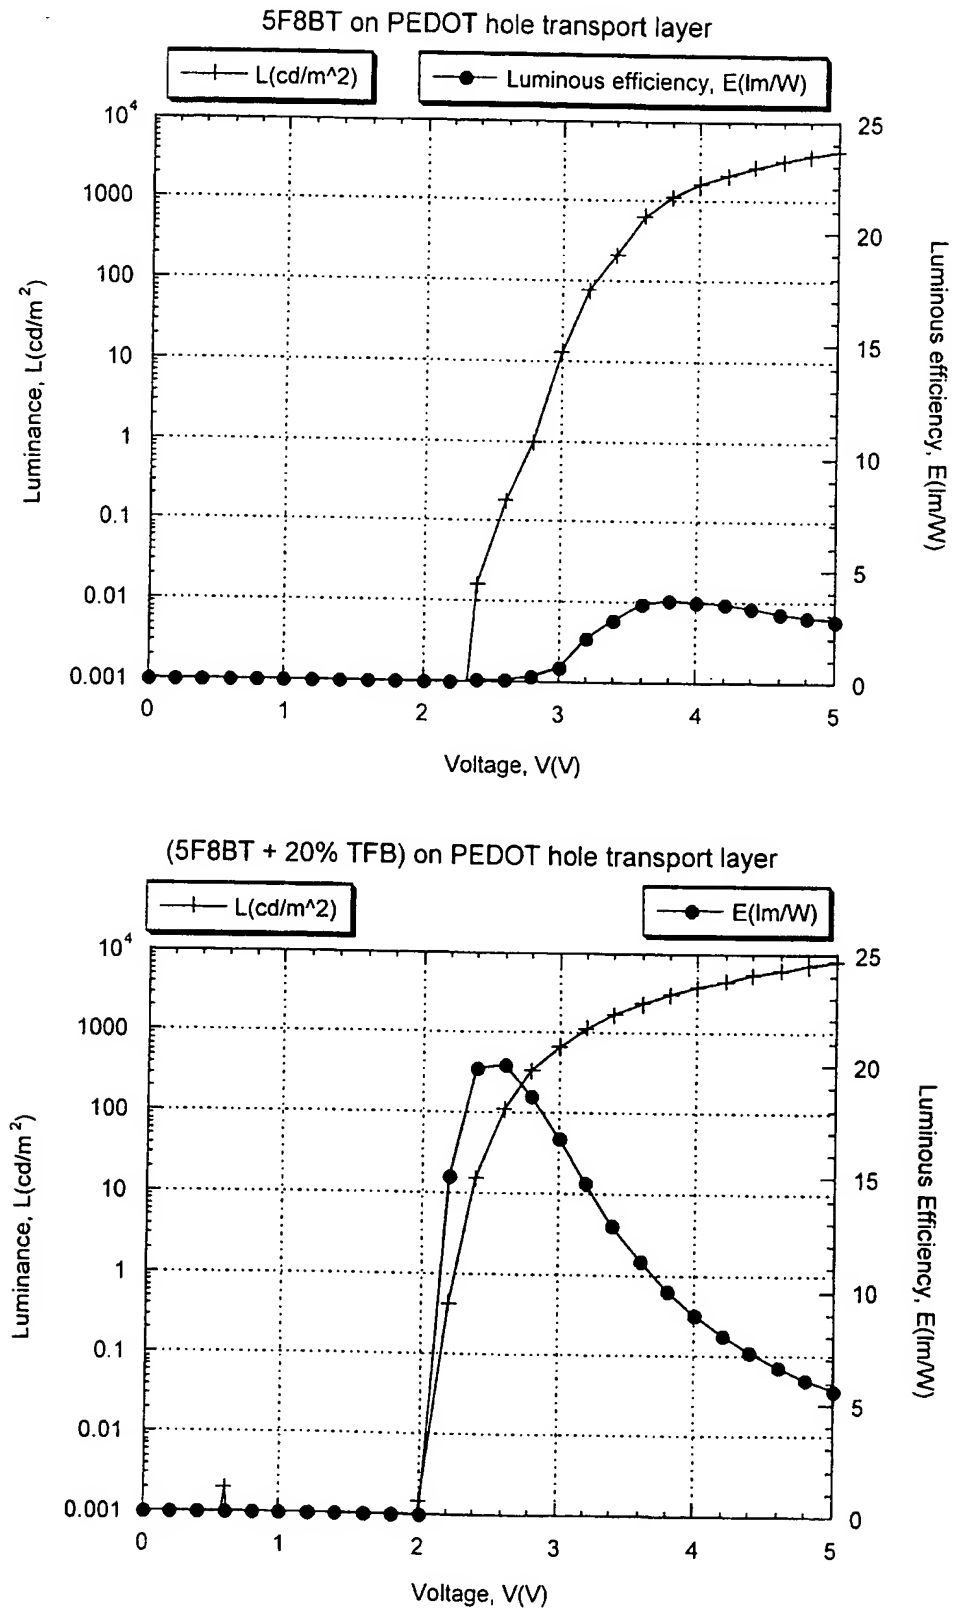 5F8BT on PEDOT hole transport layer
L(cd/m^2)
Luminous efficiency, E(lm/W)
10^4
1000
100
10
1
0.1
0.01
0.001
Luminance, L(cd/m²)
25
20
15
10
5
0
Luminous efficiency, E(lm/W)
0 1 2 3 4 5
Voltage, V(V)
(5F8BT + 20% TFB) on PEDOT hole transport layer
L(cd/m^2)
E(lm/W)
10^4
1000
100
10
1
0.1
0.01
0.001
Luminance, L(cd/m²)
25
20
15
10
5
0
Luminous Efficiency, E(lm/W)
0 1 2 3 4 5
Voltage, V(V)